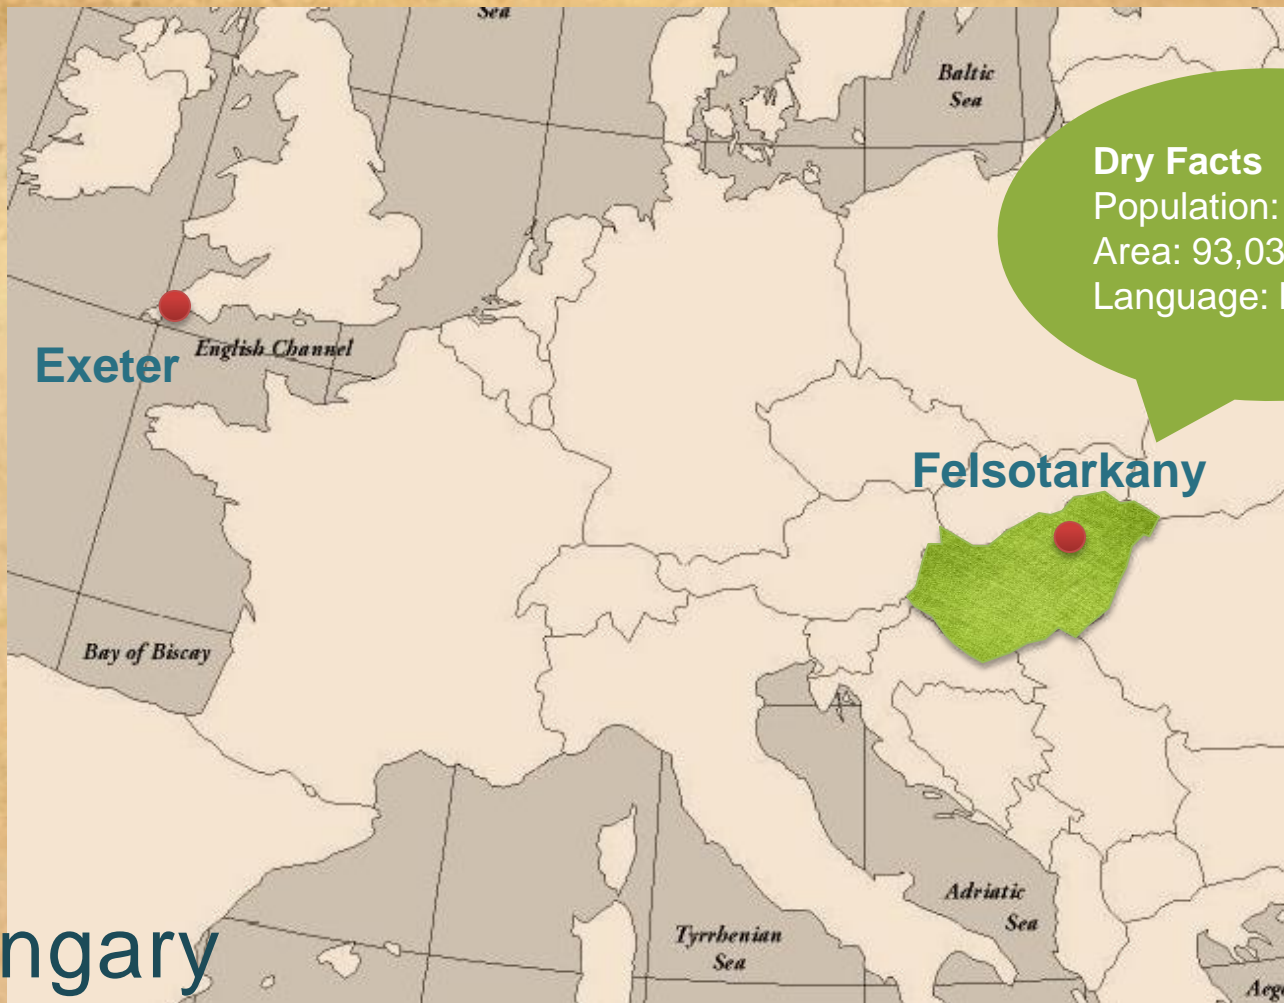 Sea
Baltic
Sea
Dry Facts
Population:
Area: 93,03
Language:
Exeter
English Channel
Felsotarkany
Bay of Biscay
Adriatic
Sea
Tyrrhenian
Sea
ngary
Aeg